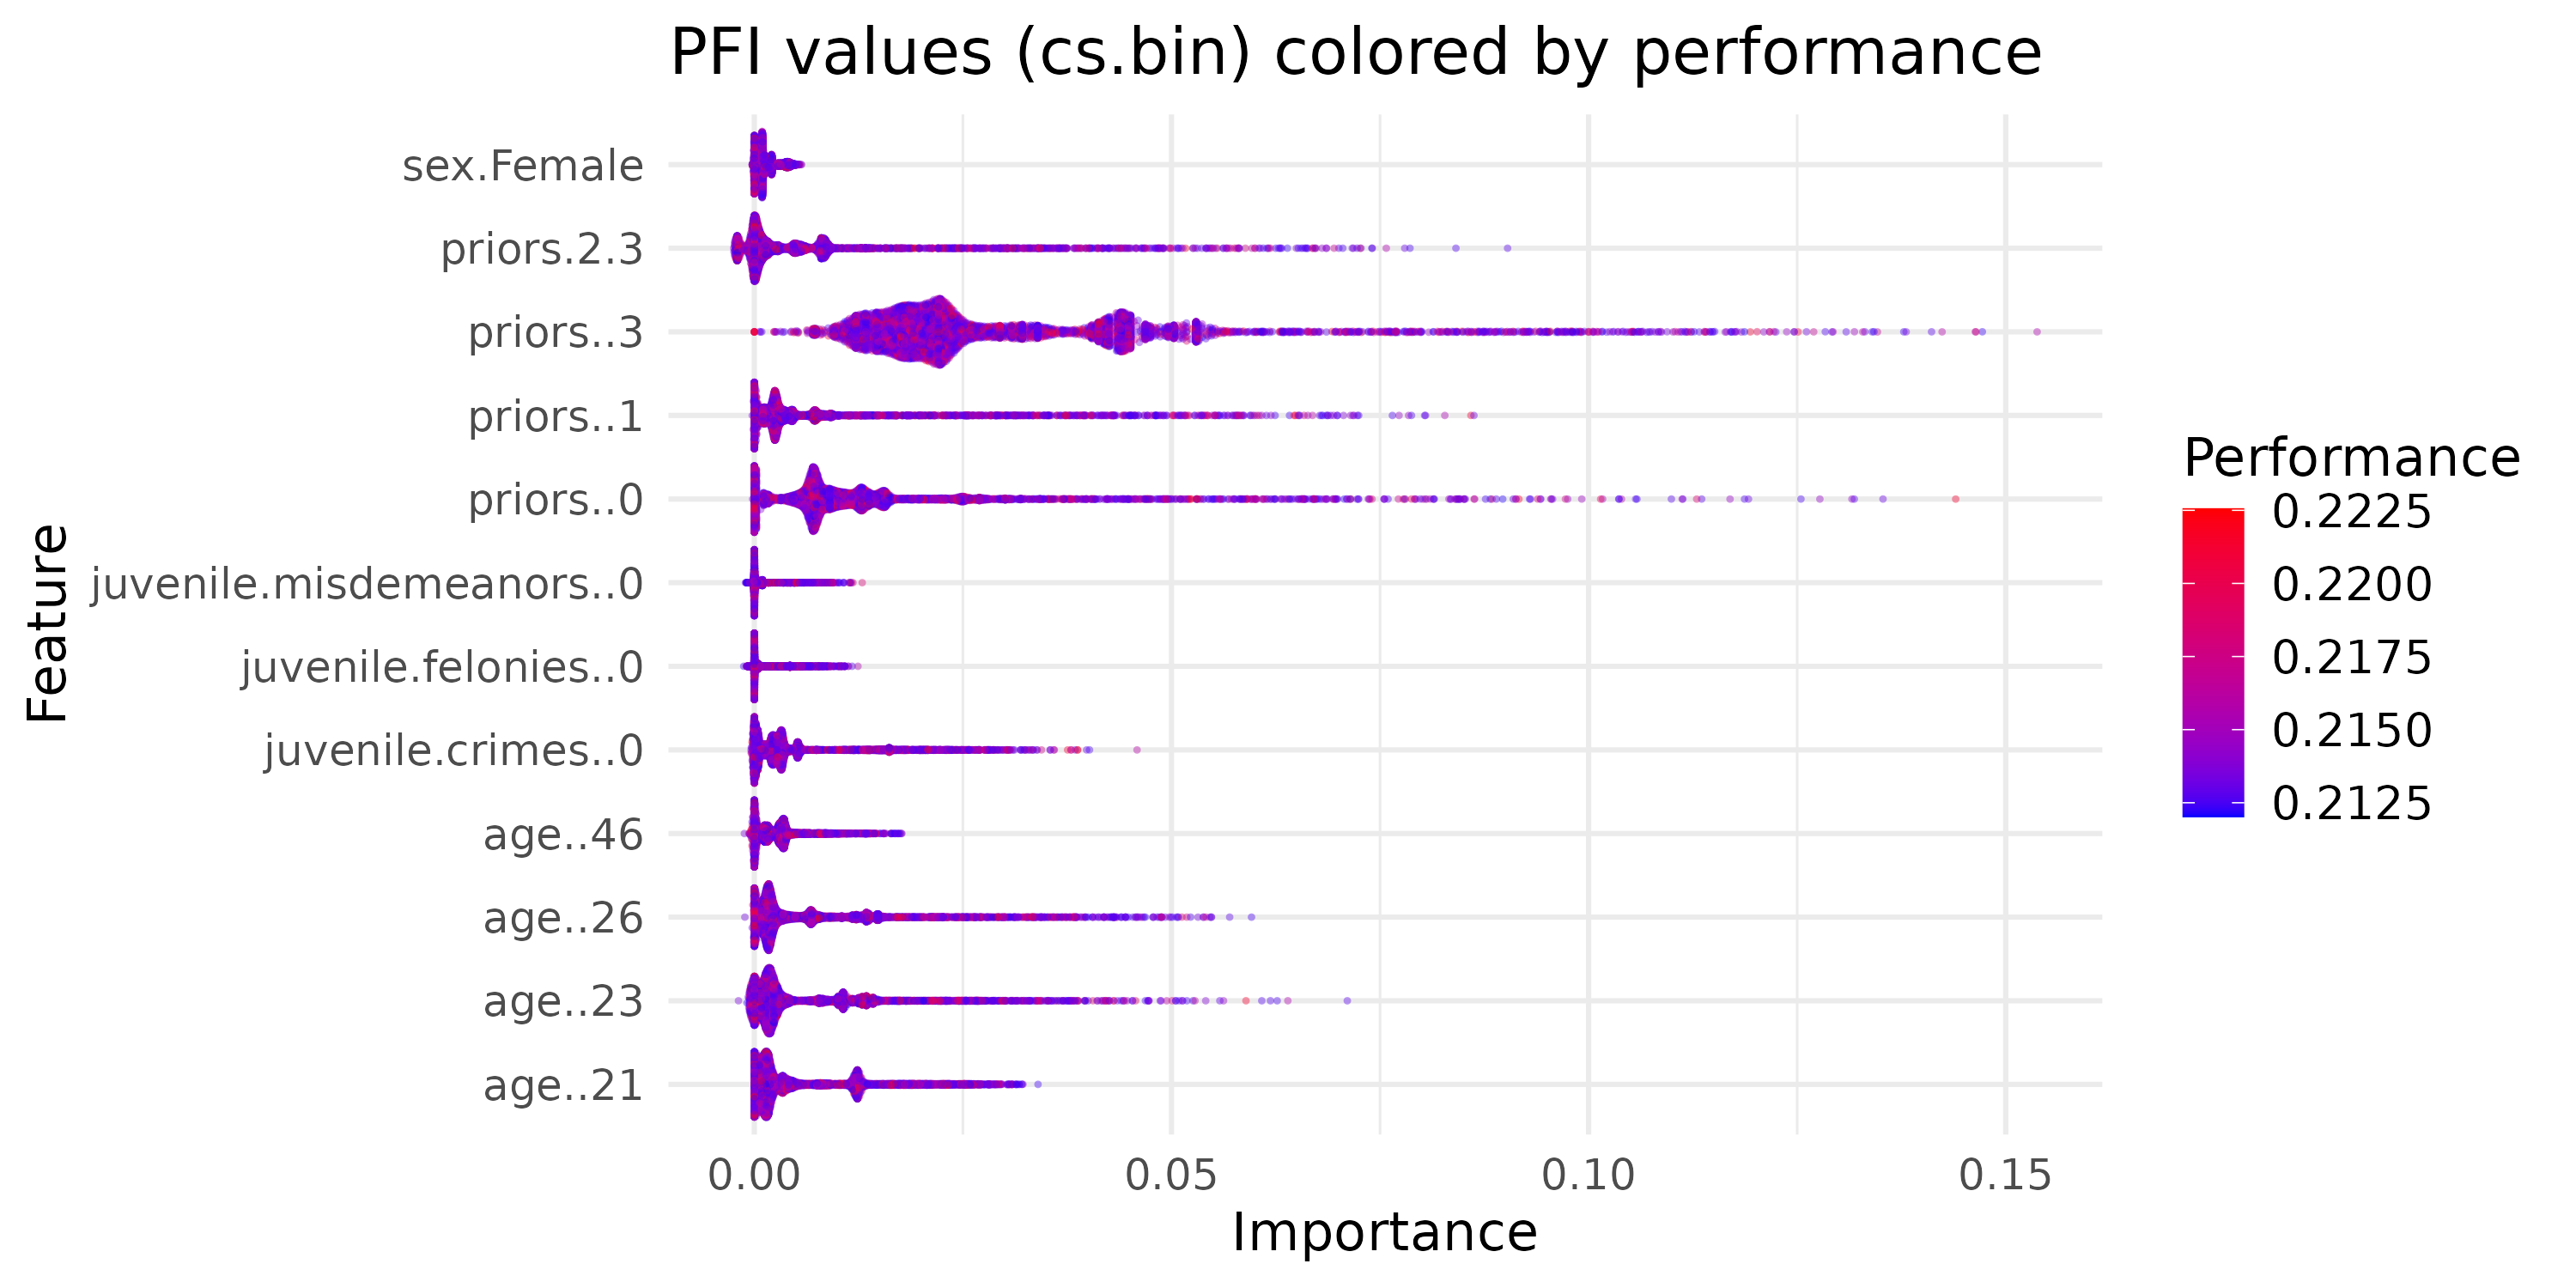 PFI values (cs.bin) colored by performance
Feature
sex.Female
priors.2.3
priors..3
priors..1
priors..0
juvenile.misdemeanors..0
juvenile.felonies..0
juvenile.crimes..0
age..46
age..26
age..23
age..21
0.00 0.05 0.10 0.15
Importance
Performance
0.2225
0.2200
0.2175
0.2150
0.2125